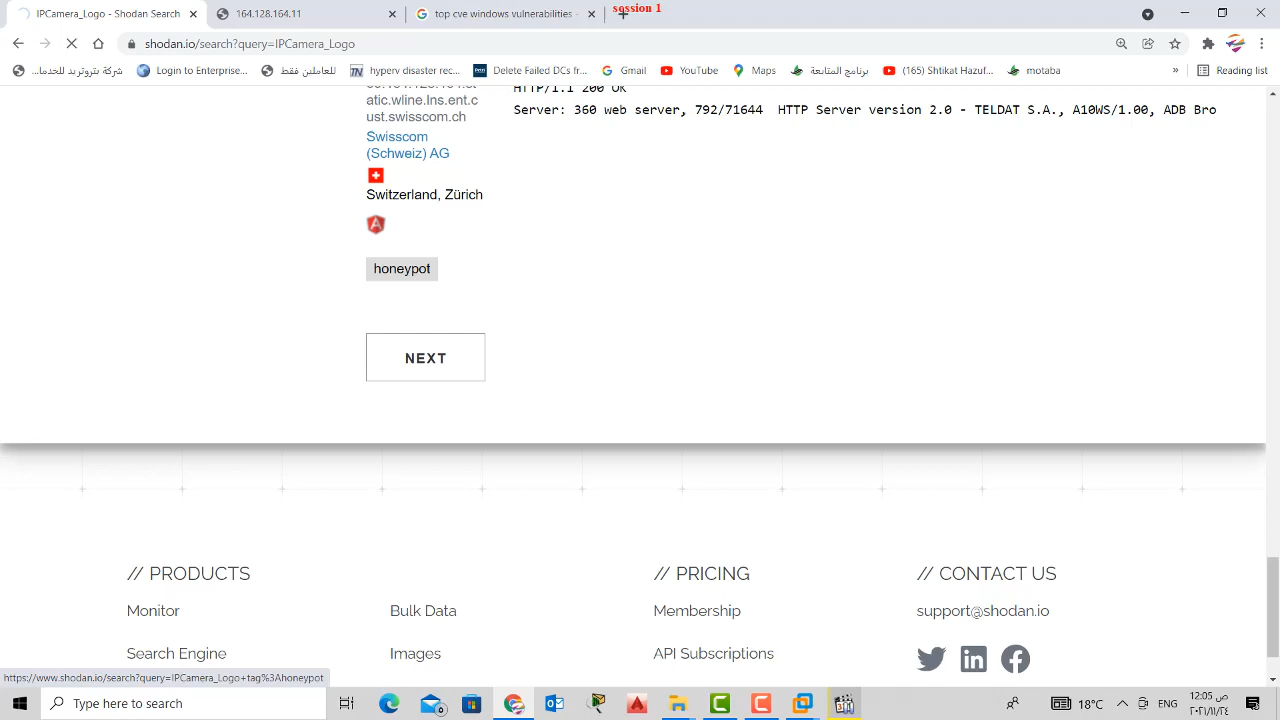 session 1
IPCamera_Logo - Shodan Search
164.128.164.11
top cve windows vulnerabilities -
shodan.io/search?query=IPCamera_Logo
شركة بتروتريد للخدما...
Login to Enterprise...
للعاملين فقط
hyperv disaster rec...
Delete Failed DCs fr...
Gmail
YouTube
Maps
برنامج المتابعة
(165) Shtikat Hazuf...
motaba
»
Reading list
HTTP/1.1 200 OK
atic.wline.lns.ent.c
ust.swisscom.ch
Server: 360 web server, 792/71644  HTTP Server version 2.0 - TELDAT S.A., A10WS/1.00, ADB Bro
Swisscom
(Schweiz) AG
Switzerland, Zürich
honeypot
NEXT
// PRODUCTS
Monitor
Bulk Data
Search Engine
Images
// PRICING
Membership
API Subscriptions
// CONTACT US
support@shodan.io
https://www.shodan.io/search?query=IPCamera_Logo+tag%3Ahoneypot
Type here to search
18°C
ENG
12:05 ص